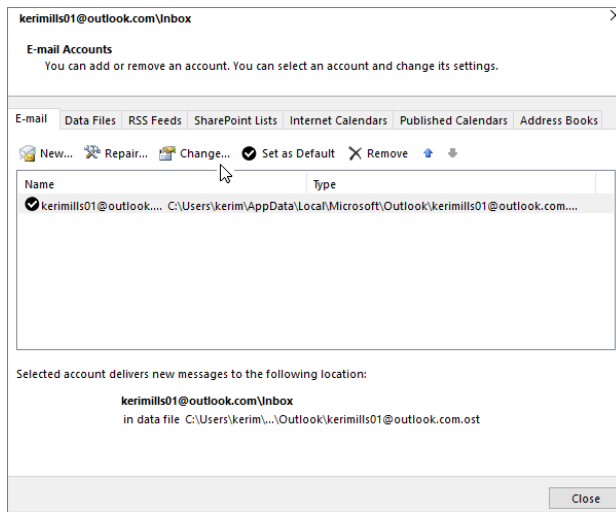 kerimills01@outlook.com\Inbox
E-mail Accounts
You can add or remove an account. You can select an account and change its settings.
E-mail Data Files RSS Feeds SharePoint Lists Internet Calendars Published Calendars Address Books
New... Repair... Change... Set as Default Remove
Name Type
kerimills01@outlook.... C:\Users\kerim\AppData\Local\Microsoft\Outlook\kerimills01@outlook.com....
Selected account delivers new messages to the following location:
kerimills01@outlook.com\Inbox
in data file C:\Users\kerim\...\Outlook\kerimills01@outlook.com.ost
Close